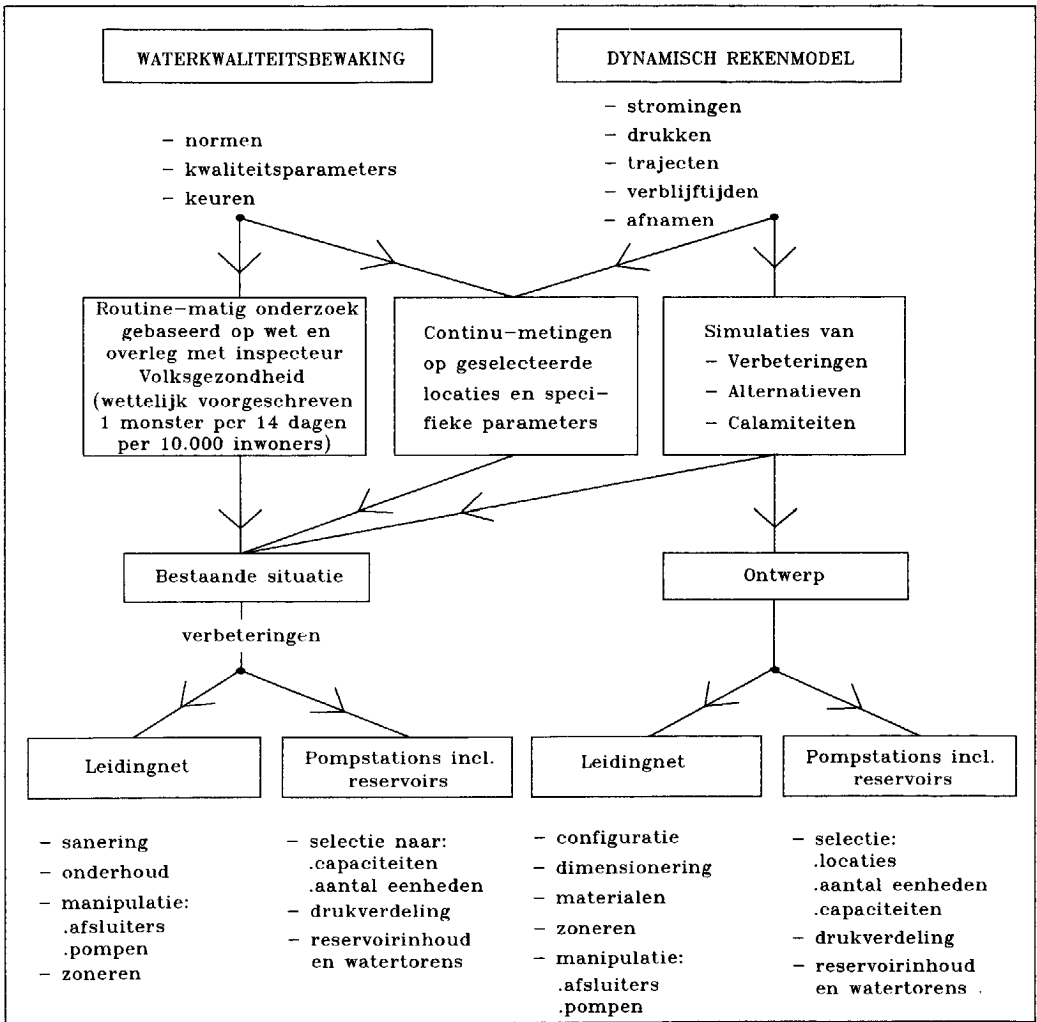 WATERKWALITEITSBEWAKING
DYNAMISCH REKENMODEL
– normen
– kwaliteitsparameters
– keuren
– stromingen
– drukken
– trajecten
– verblijftijden
– afnamen
Routine–matig onderzoek
gebaseerd op wet en
overleg met inspecteur
Volksgezondheid
(wettelijk voorgeschreven
1 monster per 14 dagen
per 10.000 inwoners)
Continu–metingen
op geselecteerde
locaties en speci–
fieke parameters
Simulaties van
– Verbeteringen
– Alternatieven
– Calamiteiten
Bestaande situatie
Ontwerp
verbeteringen
Leidingnet
Pompstations incl.
reservoirs
Leidingnet
Pompstations incl.
reservoirs
– sanering
– onderhoud
– manipulatie:
.afsluiters
.pompen
– zoneren
– selectie naar:
.capaciteiten
.aantal eenheden
– drukverdeling
– reservoirinhoud
en watertorens
– configuratie
– dimensionering
– materialen
– zoneren
– manipulatie:
.afsluiters
.pompen
– selectie:
.locaties
.aantal eenheden
.capaciteiten
– drukverdeling
– reservoirinhoud
en watertorens .